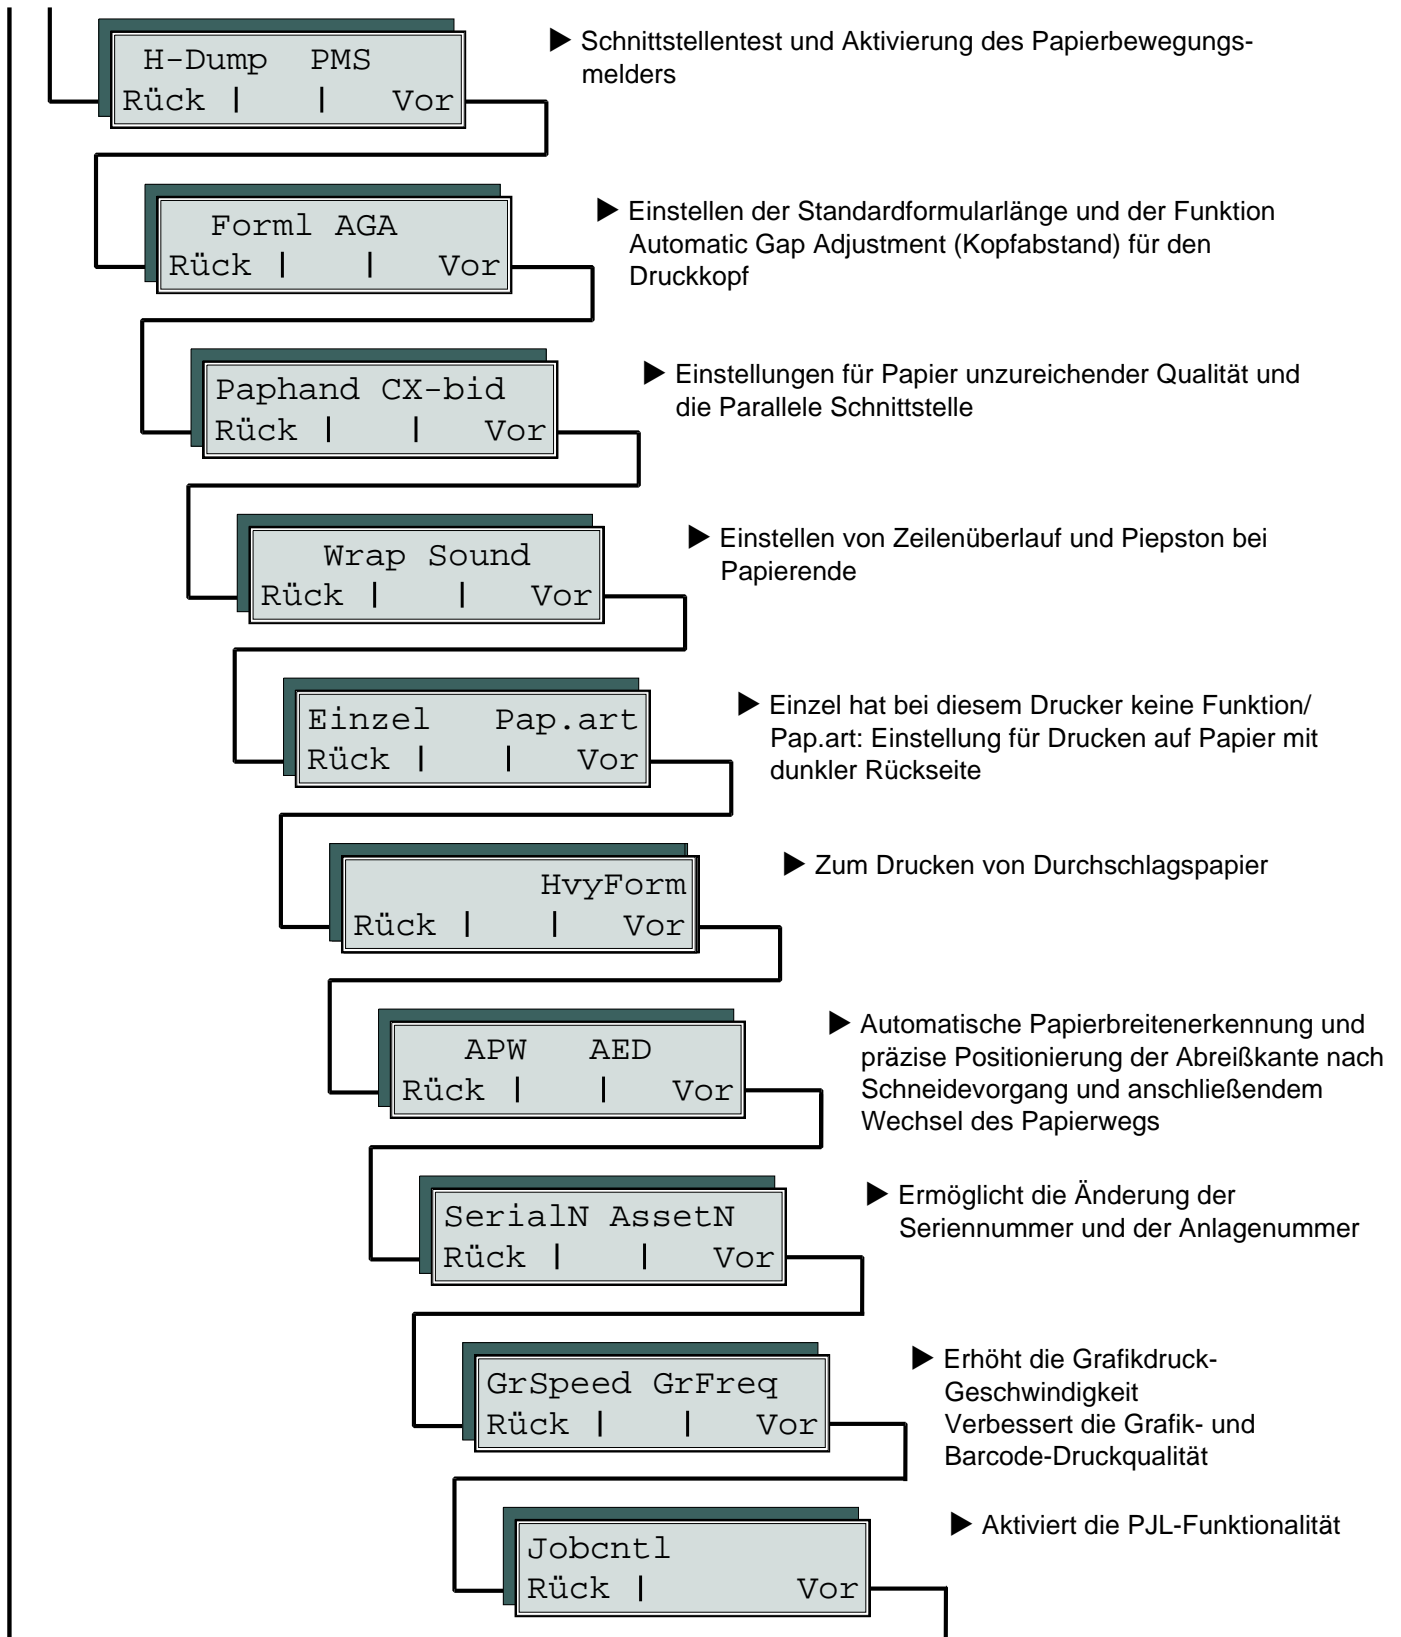 H-Dump PMS
Rück | | Vor
▶ Schnittstellentest und Aktivierung des Papierbewegungs-
melders
Forml AGA
Rück | | Vor
▶ Einstellen der Standardformularlänge und der Funktion
Automatic Gap Adjustment (Kopfabstand) für den
Druckkopf
Paphand CX-bid
Rück | | Vor
▶ Einstellungen für Papier unzureichender Qualität und
die Parallele Schnittstelle
Wrap Sound
Rück | | Vor
▶ Einstellen von Zeilenüberlauf und Piepston bei
Papierende
Einzel Pap.art
Rück | | Vor
▶ Einzel hat bei diesem Drucker keine Funktion/
Pap.art: Einstellung für Drucken auf Papier mit
dunkler Rückseite
HvyForm
Rück | | Vor
▶ Zum Drucken von Durchschlagspapier
APW AED
Rück | | Vor
▶ Automatische Papierbreitenerkennung und
präzise Positionierung der Abreißkante nach
Schneidevorgang und anschließendem
Wechsel des Papierwegs
SerialN AssetN
Rück | | Vor
▶ Ermöglicht die Änderung der
Seriennummer und der Anlagenummer
GrSpeed GrFreq
Rück | | Vor
▶ Erhöht die Grafikdruck-
Geschwindigkeit
Verbessert die Grafik- und
Barcode-Druckqualität
Jobcntl
Rück | Vor
▶ Aktiviert die PJL-Funktionalität